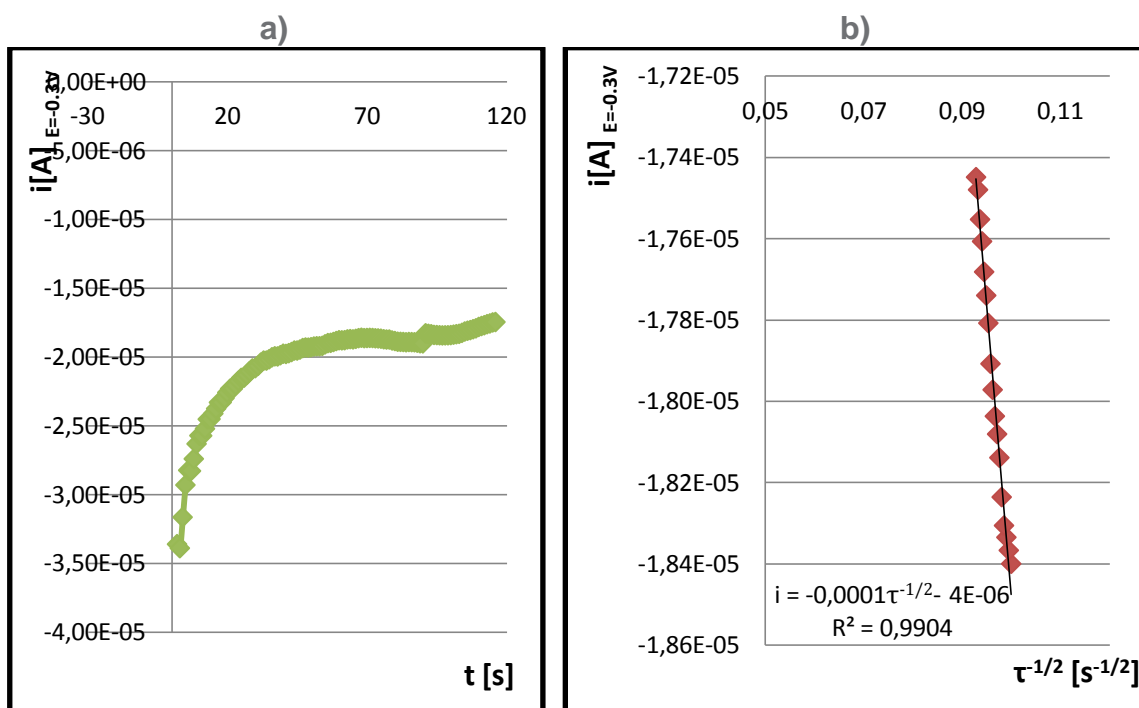 a)
i[A] E=-0.3V
0,00E+00
-30 20 70 120
5,00E-06
-1,00E-05
-1,50E-05
-2,00E-05
-2,50E-05
-3,00E-05
-3,50E-05
-4,00E-05
t [s]
b)
i[A] E=-0.3V
-1,72E-05
0,05 0,07 0,09 0,11
-1,74E-05
-1,76E-05
-1,78E-05
-1,80E-05
-1,82E-05
-1,84E-05
i = -0,0001τ⁻¹/² - 4E-06
R² = 0,9904
-1,86E-05
τ⁻¹/² [s⁻¹/²]